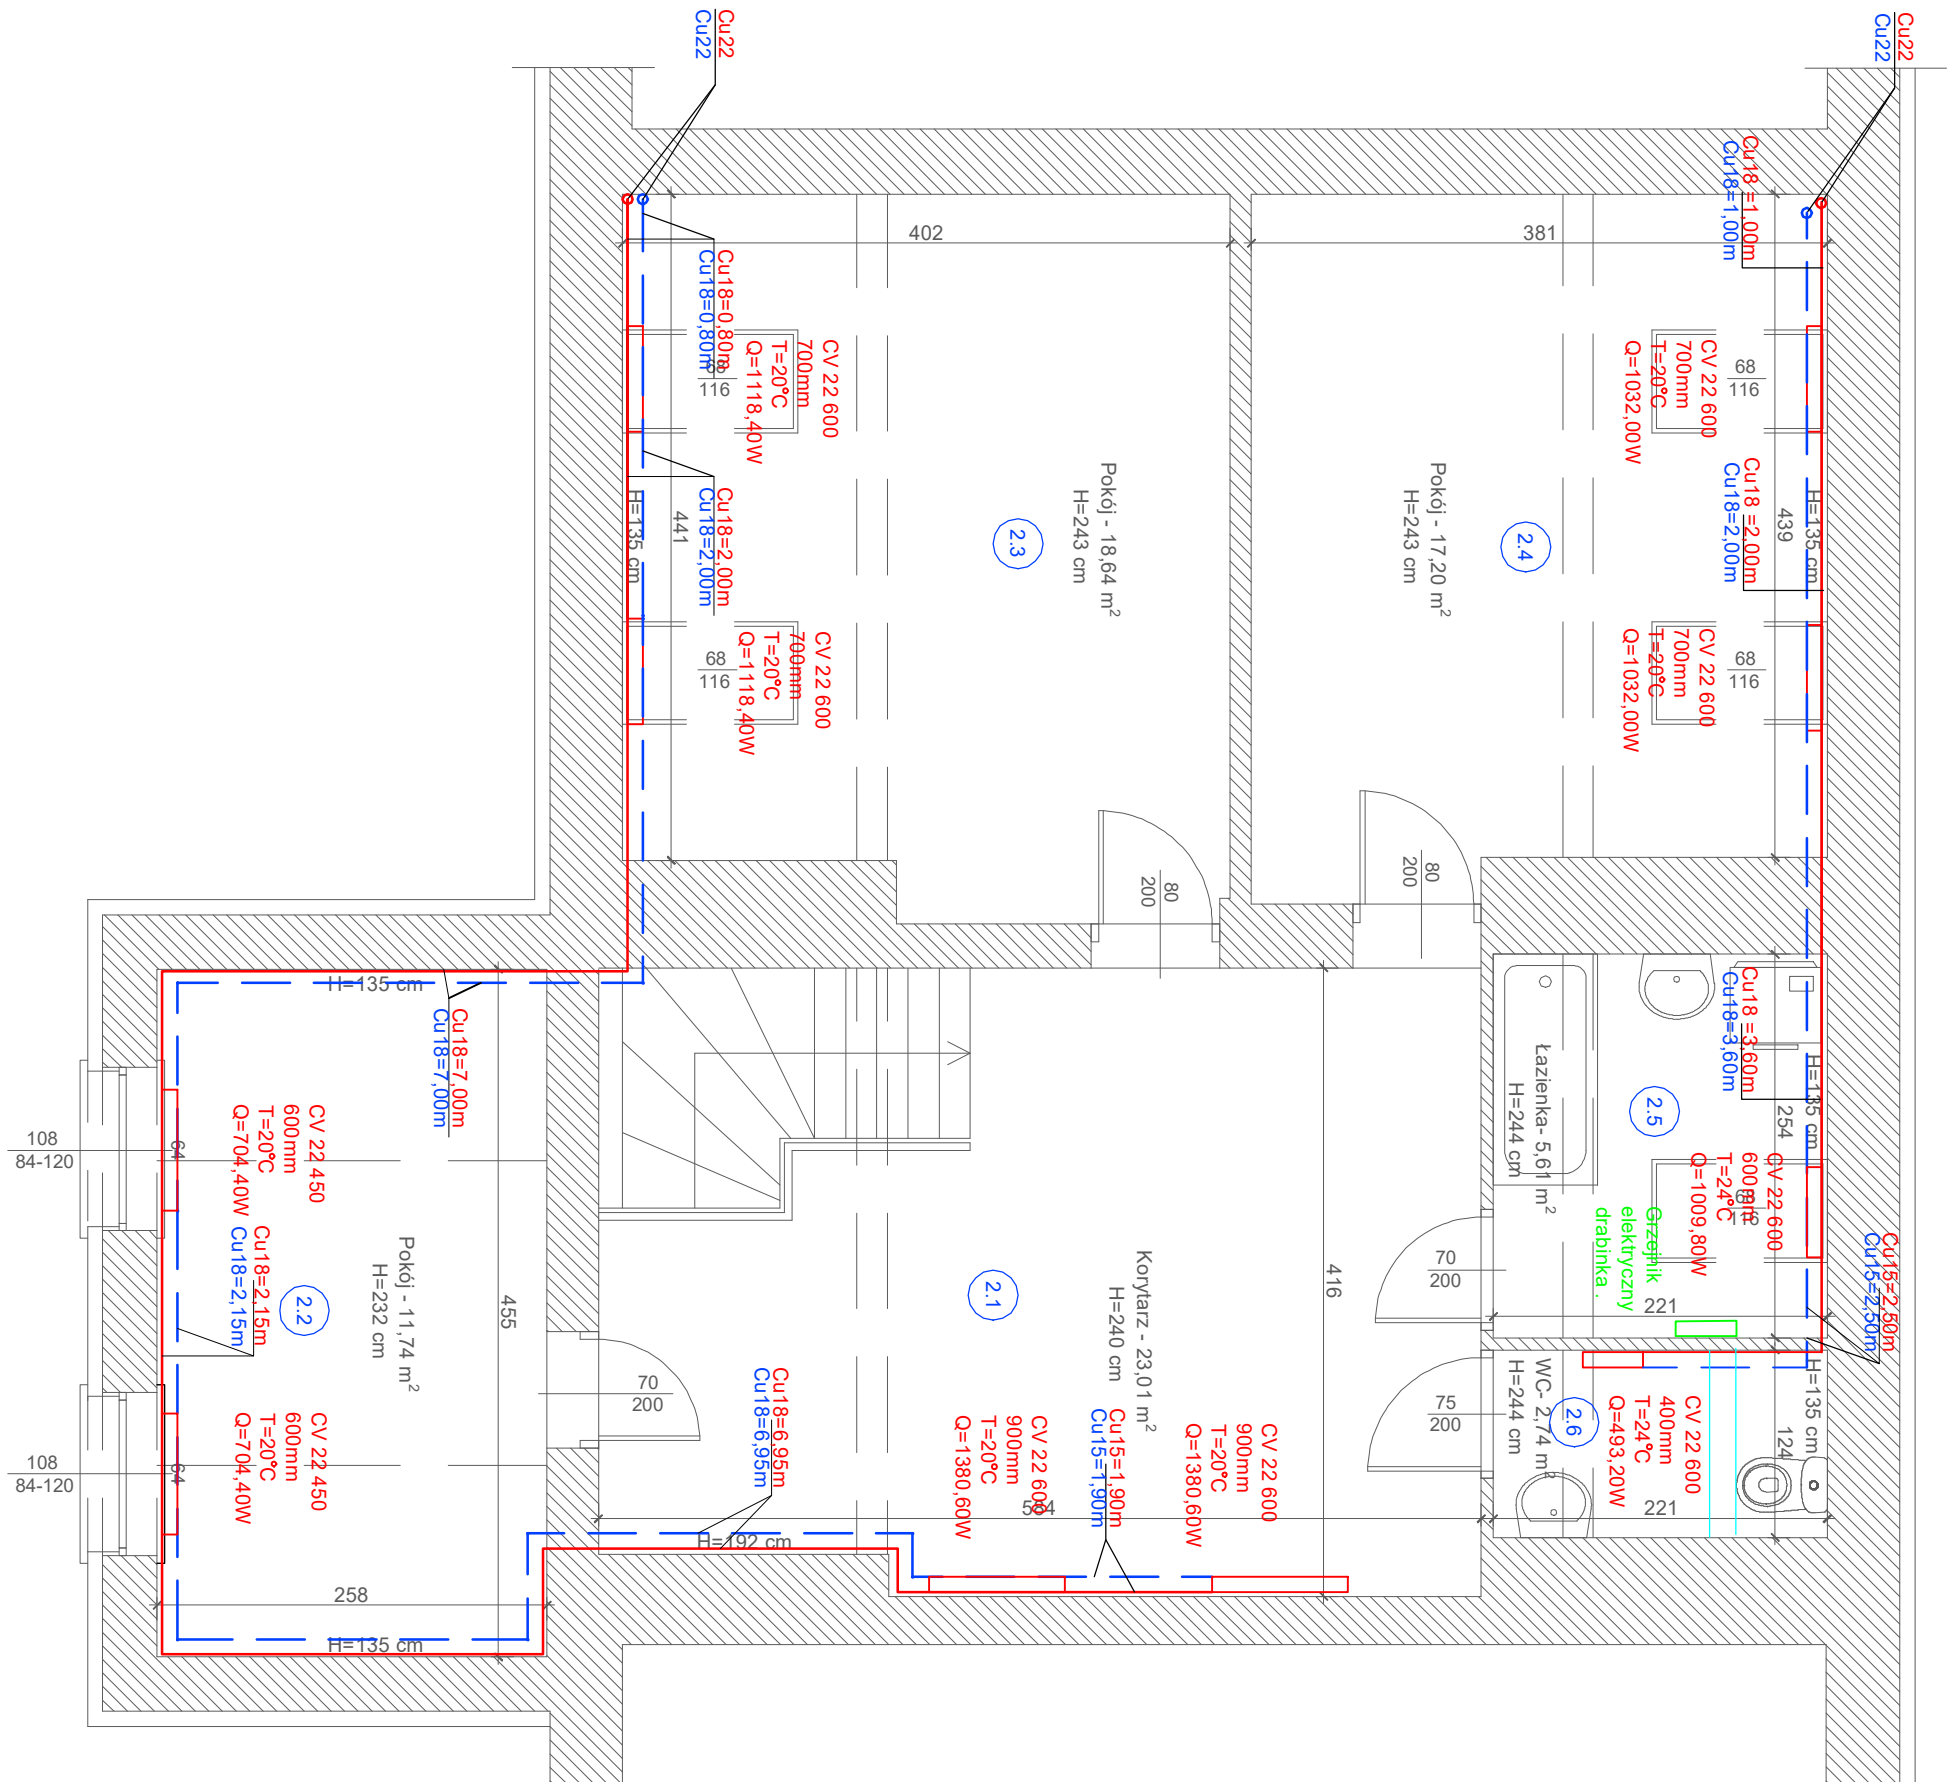 Cu22
Cu22
Cu22
Cu22
Cu18 =1,00m
Cu18=1,00m
402
381
Cu18=0,80m
Cu18=0,80m
68
116
CV 22 600
700mm
T=20°C
Q=1118,40W
CV 22 600
700mm
T=20°C
Q=1032,00W
68
116
Cu18=2,00m
Cu18=2,00m
H=135 cm
441
2.3
Pokój - 18,64 m²
H=243 cm
Pokój - 17,20 m²
H=243 cm
2.4
Cu18 =2,00m
Cu18=2,00m
H=135 cm
439
68
116
CV 22 600
700mm
T=20°C
Q=1118,40W
CV 22 600
700mm
T=20°C
Q=1032,00W
68
116
80
200
80
200
H=135 cm
Cu18=7,00m
Cu18=7,00m
Cu18 =3,60m
Cu18=3,60m
H=135 cm
254
2.5
Łazienka- 5,61 m²
H=244 cm
CV 22 600
600mm
T=24°C
Q=1009,80W
116
Grzejnik
elektryczny
drabinka .
Cu15=2,50m
Cu15=2,50m
108
84-120
64
CV 22 450
600mm
T=20°C
Q=704,40W
Cu18=2,15m
Cu18=2,15m
2.2
Pokój - 11,74 m²
H=232 cm
455
2.1
Korytarz - 23,01 m²
H=240 cm
416
70
200
221
70
200
75
200
WC- 2,74 m²
H=244 cm
2.6
CV 22 600
400mm
T=24°C
Q=493,20W
H=135 cm
124
221
108
84-120
64
CV 22 450
600mm
T=20°C
Q=704,40W
Cu18=6,95m
Cu18=6,95m
CV 22 600
900mm
T=20°C
Q=1380,60W
Cu15=1,90m
Cu15=1,90m
CV 22 600
900mm
T=20°C
Q=1380,60W
H=192 cm
258
H=135 cm